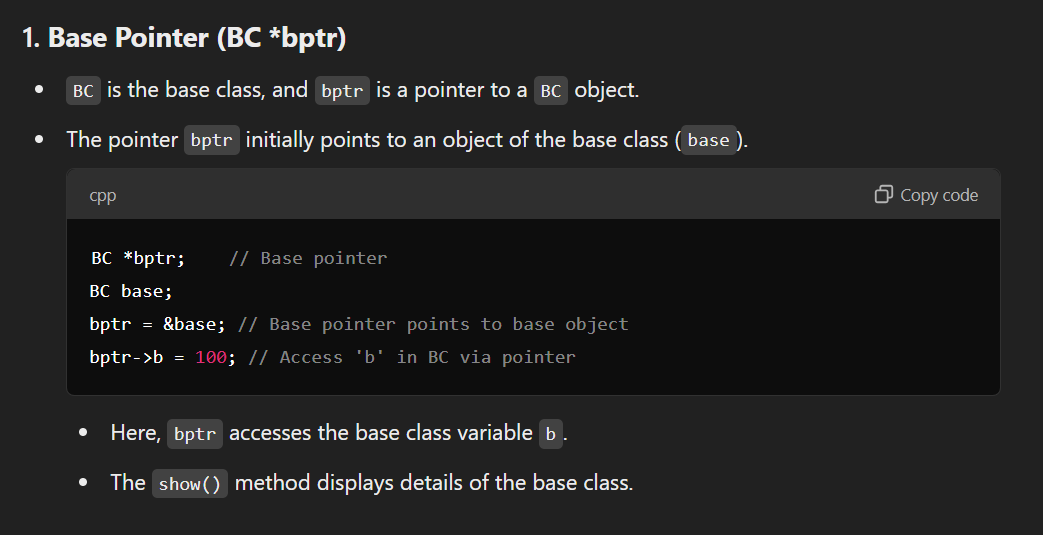 1. Base Pointer (BC *bptr)
• BC is the base class, and bptr is a pointer to a BC object.
• The pointer bptr initially points to an object of the base class (base).
cpp
Copy code
BC *bptr;    // Base pointer
BC base;
bptr = &base; // Base pointer points to base object
bptr->b = 100; // Access 'b' in BC via pointer
• Here, bptr accesses the base class variable b.
• The show() method displays details of the base class.